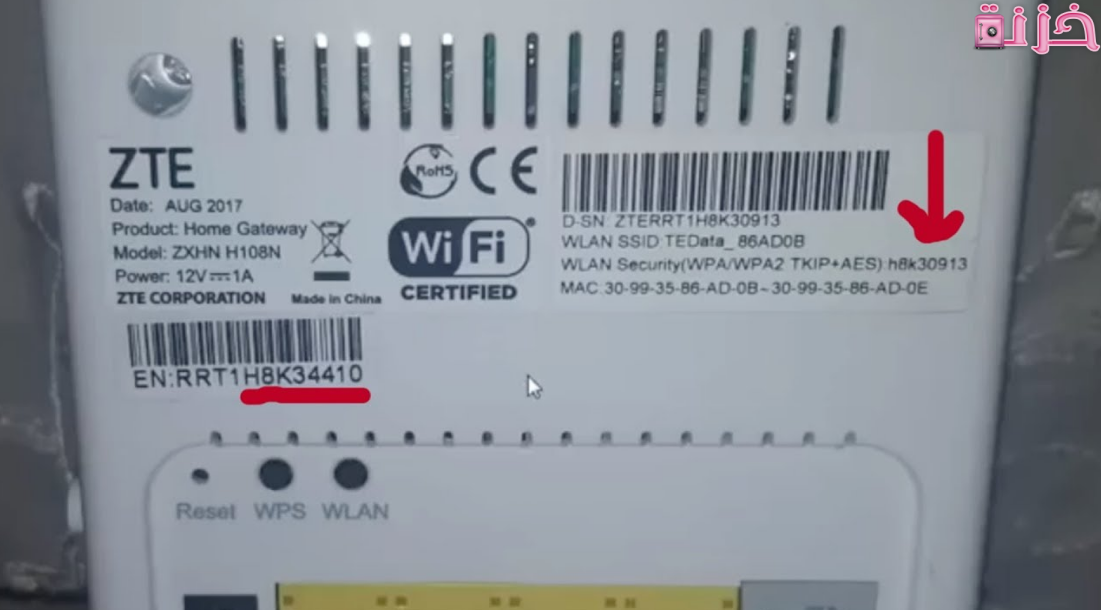 خزنة
ZTE
Date: AUG 2017
Product: Home Gateway
Model: ZXHN H108N
Power: 12V⎓1A
ZTE CORPORATION
Made in China
RoHS
CE
Wi Fi®
CERTIFIED
D-SN: ZTERRT1H8K30913
WLAN SSID:TEData_86AD0B
WLAN Security(WPA/WPA2 TKIP+AES):h8k30913
MAC:30-99-35-86-AD-0B~30-99-35-86-AD-0E
EN:RRT1H8K34410
Reset WPS WLAN